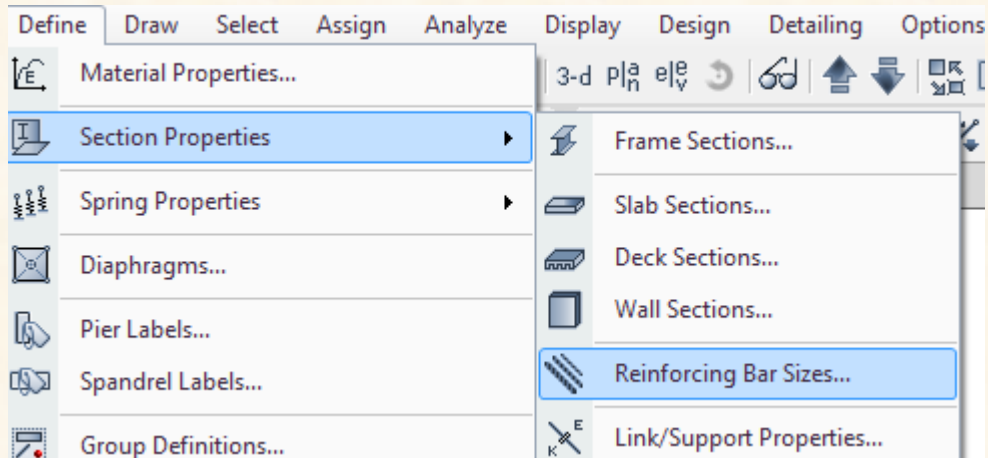 Define Draw Select Assign Analyze Display Design Detailing Options
Material Properties...
3-d
Section Properties
Frame Sections...
Spring Properties
Slab Sections...
Diaphragms...
Deck Sections...
Wall Sections...
Pier Labels...
Reinforcing Bar Sizes...
Spandrel Labels...
Group Definitions...
Link/Support Properties...